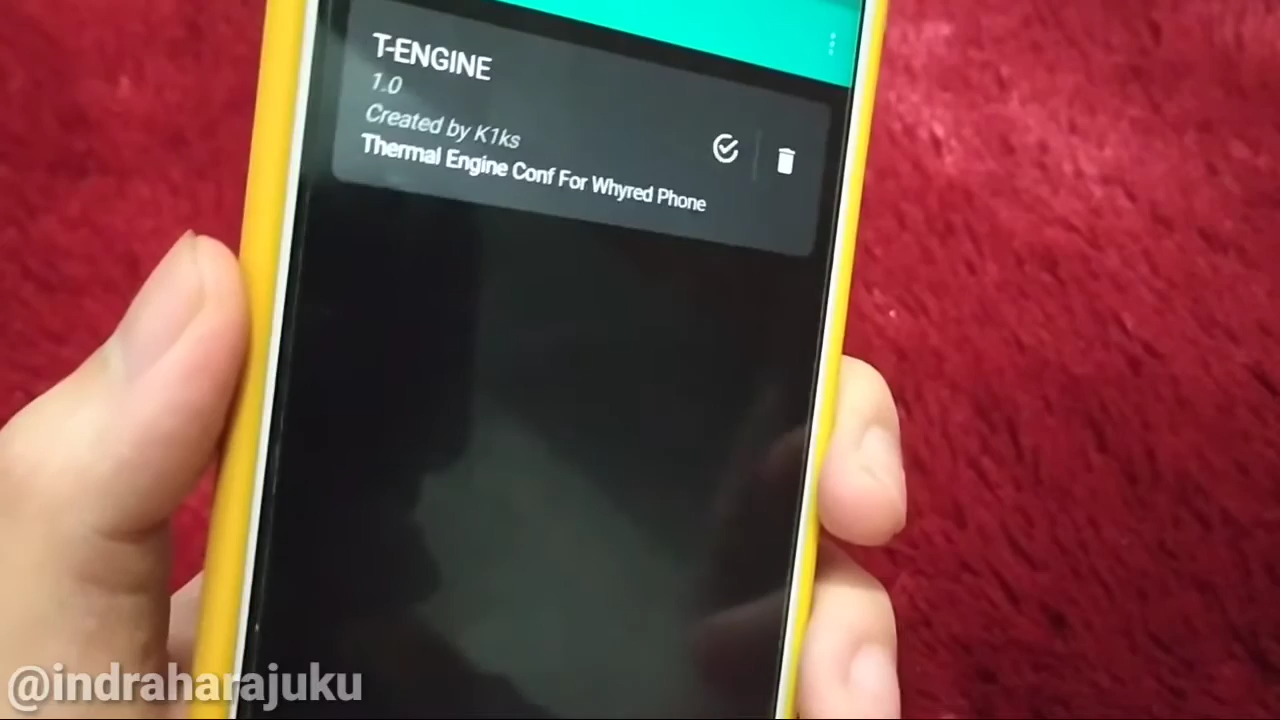 T-ENGINE
1.0
Created by K1ks
Thermal Engine Conf For Whyred Phone
@indraharajuku